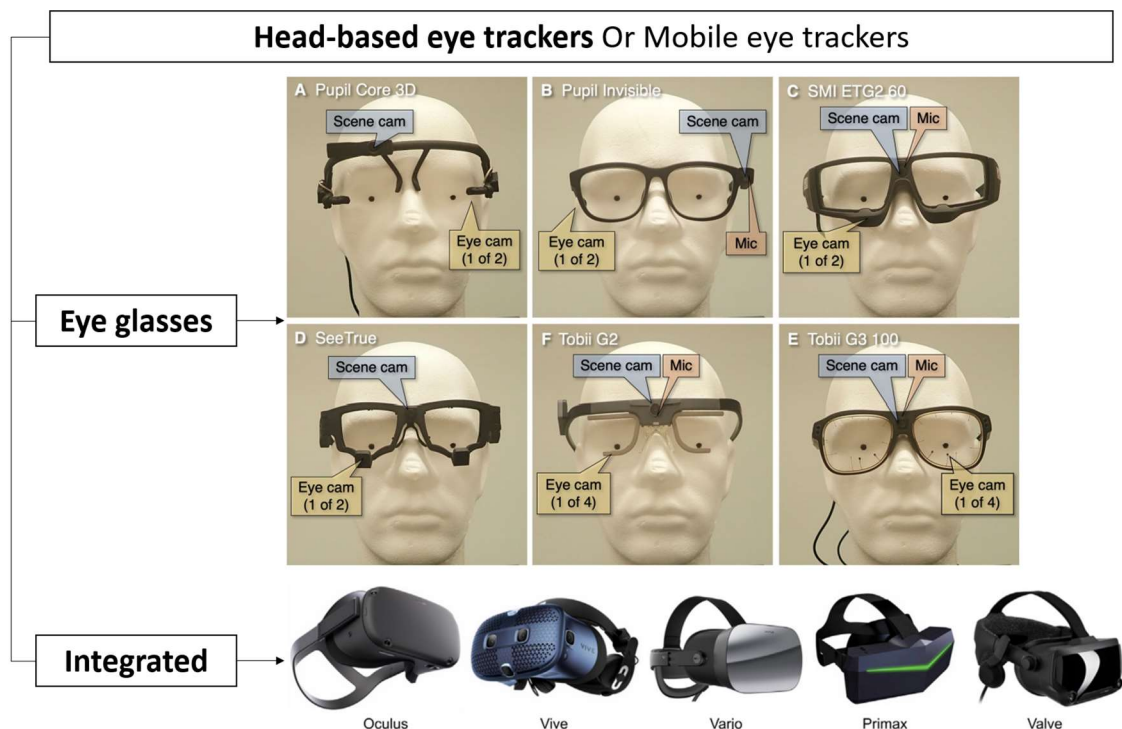 Head-based eye trackers Or Mobile eye trackers
A Pupil Core 3D
Scene cam
Eye cam
(1 of 2)
B Pupil Invisible
Scene cam
Eye cam
(1 of 2)
Mic
C SMI ETG2 60
Scene cam
Mic
Eye cam
(1 of 2)
Eye glasses
D SeeTrue
Scene cam
Eye cam
(1 of 2)
F Tobii G2
Scene cam
Mic
Eye cam
(1 of 4)
E Tobii G3 100
Scene cam
Mic
Eye cam
(1 of 4)
Integrated
VIVE
Oculus
Vive
Vario
Primax
Valve